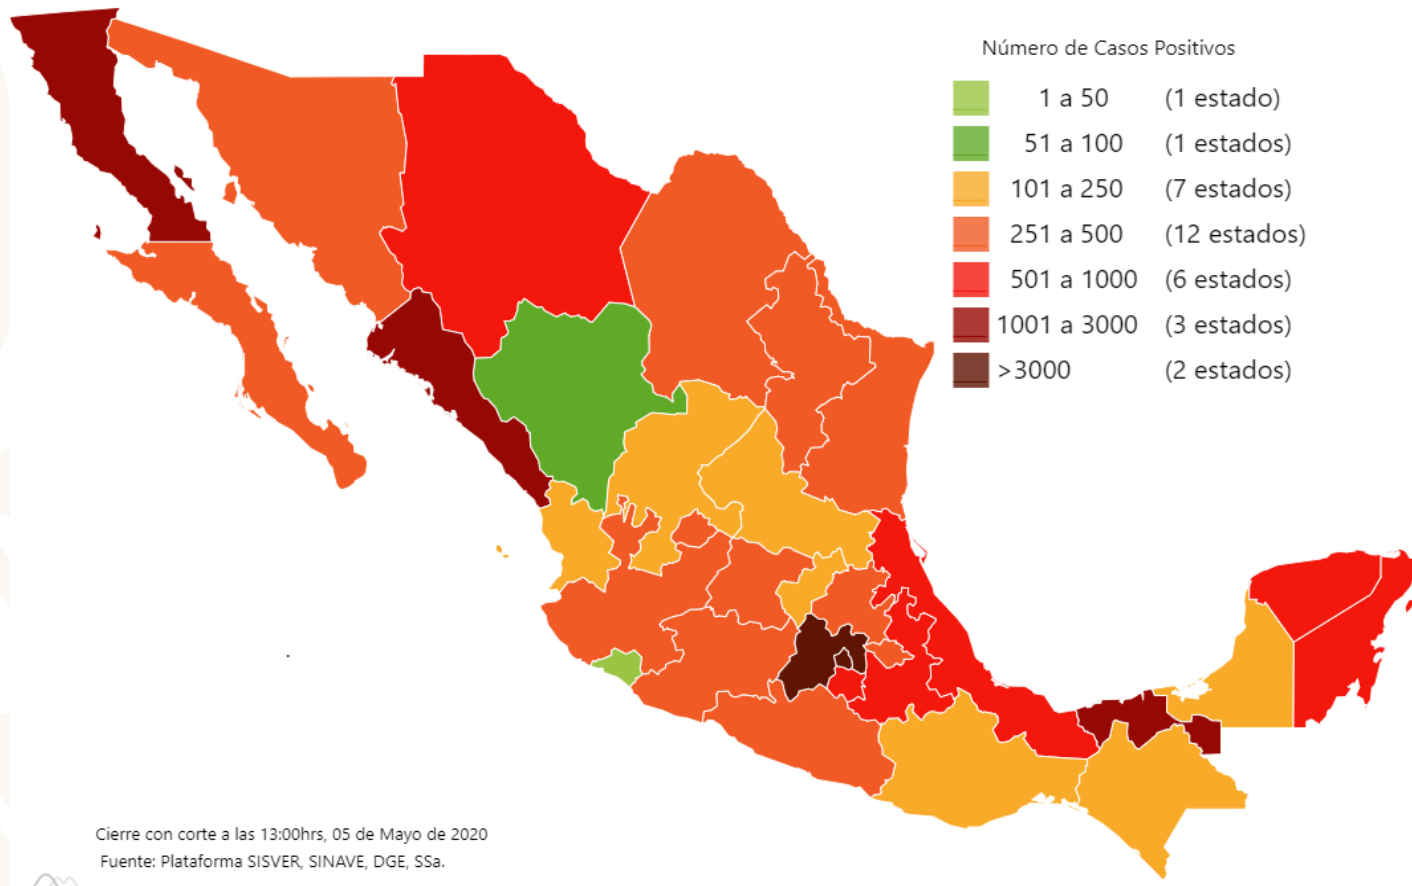 Número de Casos Positivos
1 a 50 (1 estado)
51 a 100 (1 estados)
101 a 250 (7 estados)
251 a 500 (12 estados)
501 a 1000 (6 estados)
1001 a 3000 (3 estados)
>3000 (2 estados)
Cierre con corte a las 13:00hrs, 05 de Mayo de 2020
Fuente: Plataforma SISVER, SINAVE, DGE, SSa.